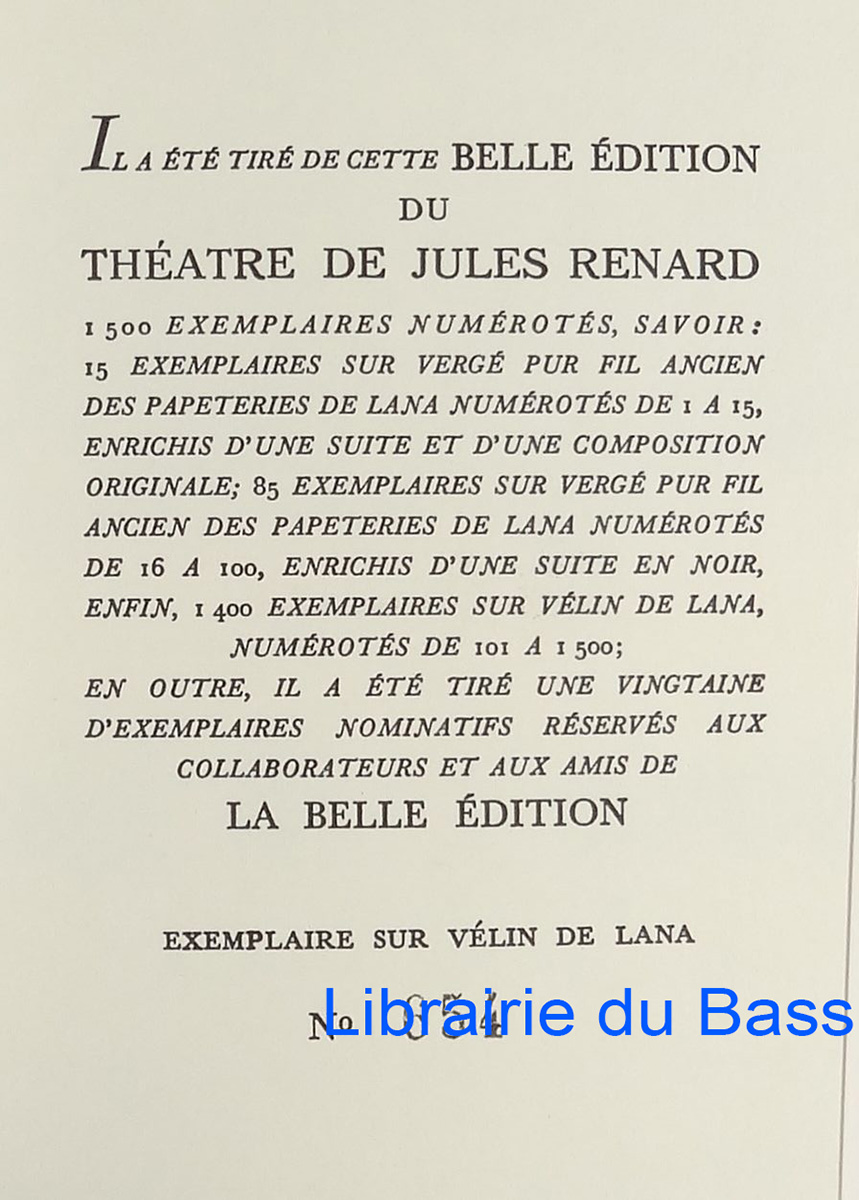 IL A ÉTÉ TIRÉ DE CETTE BELLE ÉDITION
DU
THÉATRE DE JULES RENARD
1 500 EXEMPLAIRES NUMÉROTÉS, SAVOIR :
15 EXEMPLAIRES SUR VERGÉ PUR FIL ANCIEN
DES PAPETERIES DE LANA NUMÉROTÉS DE 1 A 15,
ENRICHIS D'UNE SUITE ET D'UNE COMPOSITION
ORIGINALE; 85 EXEMPLAIRES SUR VERGÉ PUR FIL
ANCIEN DES PAPETERIES DE LANA NUMÉROTÉS
DE 16 A 100, ENRICHIS D'UNE SUITE EN NOIR,
ENFIN, 1 400 EXEMPLAIRES SUR VÉLIN DE LANA,
NUMÉROTÉS DE 101 A 1 500;
EN OUTRE, IL A ÉTÉ TIRÉ UNE VINGTAINE
D'EXEMPLAIRES NOMINATIFS RÉSERVÉS AUX
COLLABORATEURS ET AUX AMIS DE
LA BELLE ÉDITION
EXEMPLAIRE SUR VÉLIN DE LANA
No 854
Librairie du Bass